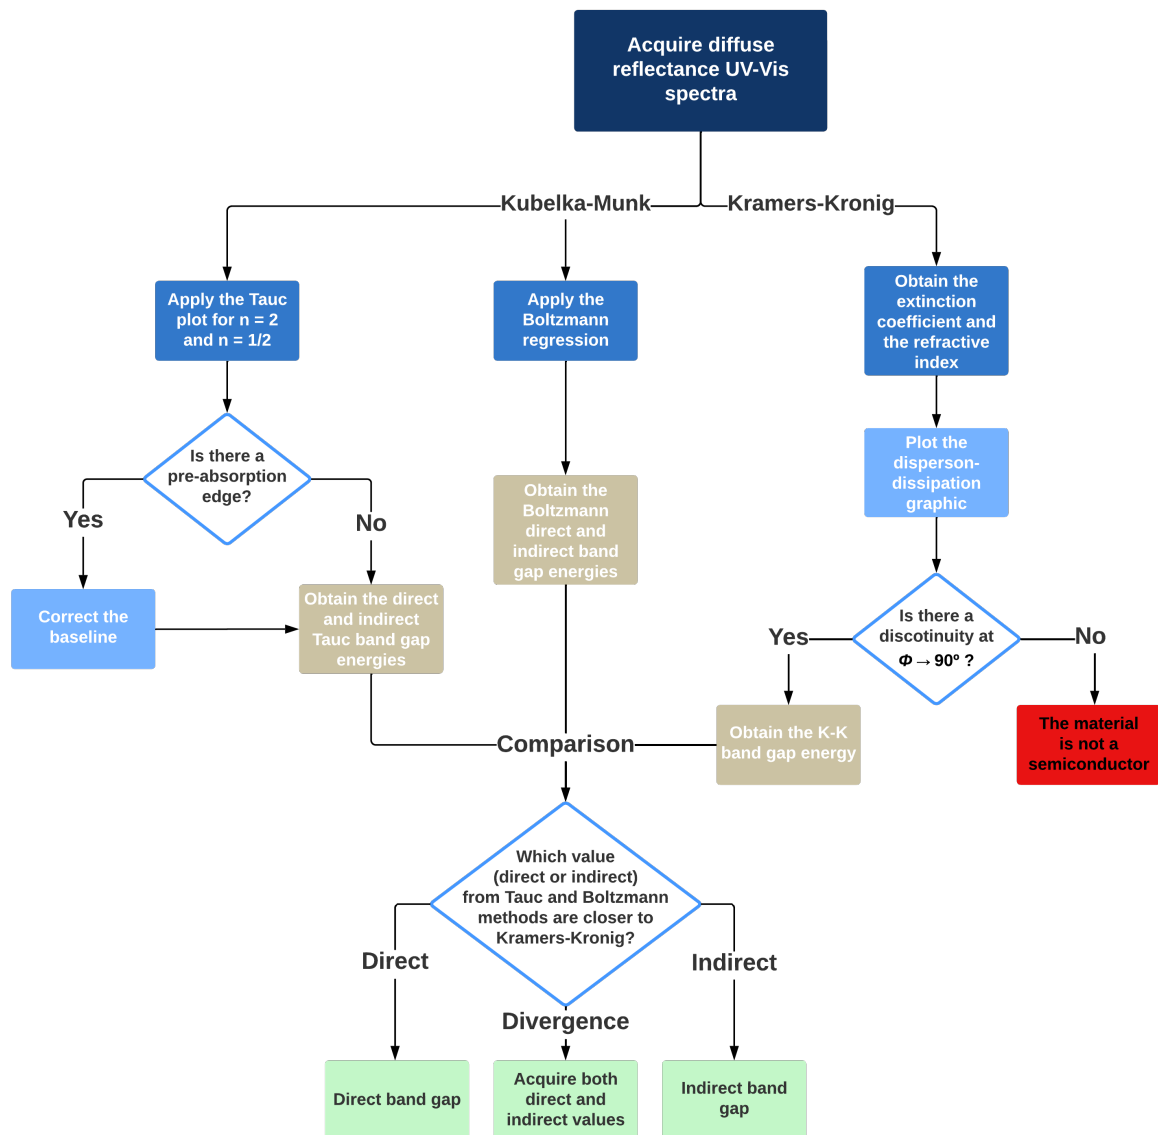 Acquire diffuse
reflectance UV-Vis
spectra
Kubelka-Munk
Kramers-Kronig
Apply the Tauc
plot for n = 2
and n = 1/2
Apply the
Boltzmann
regression
Obtain the
extinction
coefficient and
the refractive
index
Is there a
pre-absorption
edge?
Yes
No
Plot the
disperson-
dissipation
graphic
Obtain the
Boltzmann
direct and
indirect band
gap energies
Correct the
baseline
Obtain the direct
and indirect
Tauc band gap
energies
Is there a
discotinuity at
Φ → 90º ?
Yes
No
Obtain the K-K
band gap energy
The material
is not a
semiconductor
Comparison
Which value
(direct or indirect)
from Tauc and Boltzmann
methods are closer to
Kramers-Kronig?
Direct
Divergence
Indirect
Direct band gap
Acquire both
direct and
indirect values
Indirect band
gap